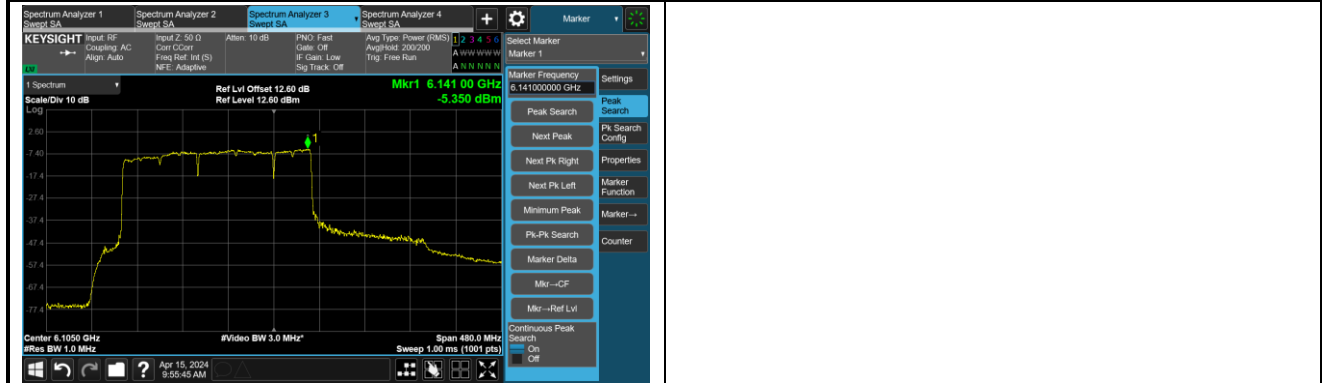 Spectrum Analyzer 1
Swept SA
Spectrum Analyzer 2
Swept SA
Spectrum Analyzer 3
Swept SA
Spectrum Analyzer 4
Swept SA
+
Marker
KEYSIGHT
Input: RF
Coupling: AC
Align: Auto
Input Z: 50 Ω
Corr CCorr
Freq Ref: Int (S)
NFE: Adaptive
Atten: 10 dB
PNO: Fast
Gate: Off
IF Gain: Low
Sig Track: Off
Avg Type: Power (RMS)
Avg|Hold: 200/200
Trig: Free Run
1 2 3 4 5 6
A W W W W W
A N N N N N
Select Marker
Marker 1
1 Spectrum
Scale/Div 10 dB
Log
Ref Lvl Offset 12.60 dB
Ref Level 12.60 dBm
Mkr1 6.141 00 GHz
-5.350 dBm
2.60
-7.40
-17.4
-27.4
-37.4
-47.4
-57.4
-67.4
-77.4
1
Center 6.1050 GHz
#Res BW 1.0 MHz
#Video BW 3.0 MHz*
Span 480.0 MHz
Sweep 1.00 ms (1001 pts)
Marker Frequency
6.141000000 GHz
Peak Search
Next Peak
Next Pk Right
Next Pk Left
Minimum Peak
Pk-Pk Search
Marker Delta
Mkr→CF
Mkr→Ref Lvl
Continuous Peak
Search
On
Off
Settings
Peak
Search
Pk Search
Config
Properties
Marker
Function
Marker→
Counter
?
Apr 15, 2024
9:55:45 AM